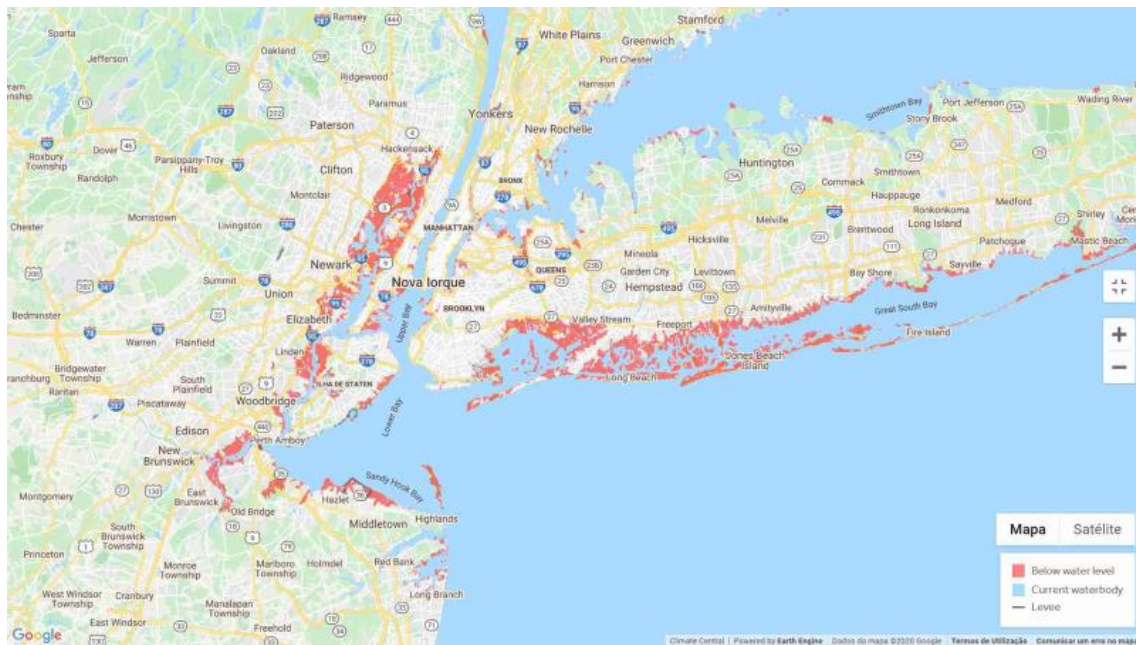 Sparta
Ramsey
Oakland
White Plains
Stamford
Greenwich
Port Chester
Jefferson
Ridgewood
Harrison
Paramus
Yonkers
New Rochelle
Smithtown Bay
Port Jefferson
Wading River
Stony Brook
Paterson
Hackensack
Roxbury
Township
Dover
Parsippany-Troy
Hills
Randolph
Clifton
Montclair
BRONX
Huntington
Smithtown
Commack
Hauppauge
Ronkonkoma
Medford
Shirley
Chester
Morristown
Livingston
MANHATTAN
Melville
Brentwood
Long Island
Hicksville
Patchogue
Mastic Beach
Mineola
Newark
Nova Iorque
QUEENS
Garden City
Levittown
Bay Shore
Sayville
Summit
Union
Hempstead
BROOKLYN
Amityville
Great South Bay
Bedminster
Elizabeth
Upper Bay
Valley Stream
Freeport
Fire Island
Warren
Plainfield
Linden
Jones Beach
Island
Bridgewater
Township
South
Plainfield
ILHA DE STATEN
Long Beach
Raritan
Woodbridge
Piscataway
Lower Bay
Edison
Perth Amboy
New
Brunswick
Sandy Hook Bay
Montgomery
East
Brunswick
Old Bridge
Hazlet
Middletown
Highlands
South
Brunswick
Township
Princeton
Monroe
Township
Marlboro
Township
Holmdel
Red Bank
West Windsor
Township
Cranbury
Manalapan
Township
Long Branch
East Windsor
Freehold
Mapa Satélite
Below water level
Current waterbody
Levee
Google
Climate Central | Powered by Earth Engine Dados do mapa ©2020 Google Termos de Utilização Comunicar um erro no mapa